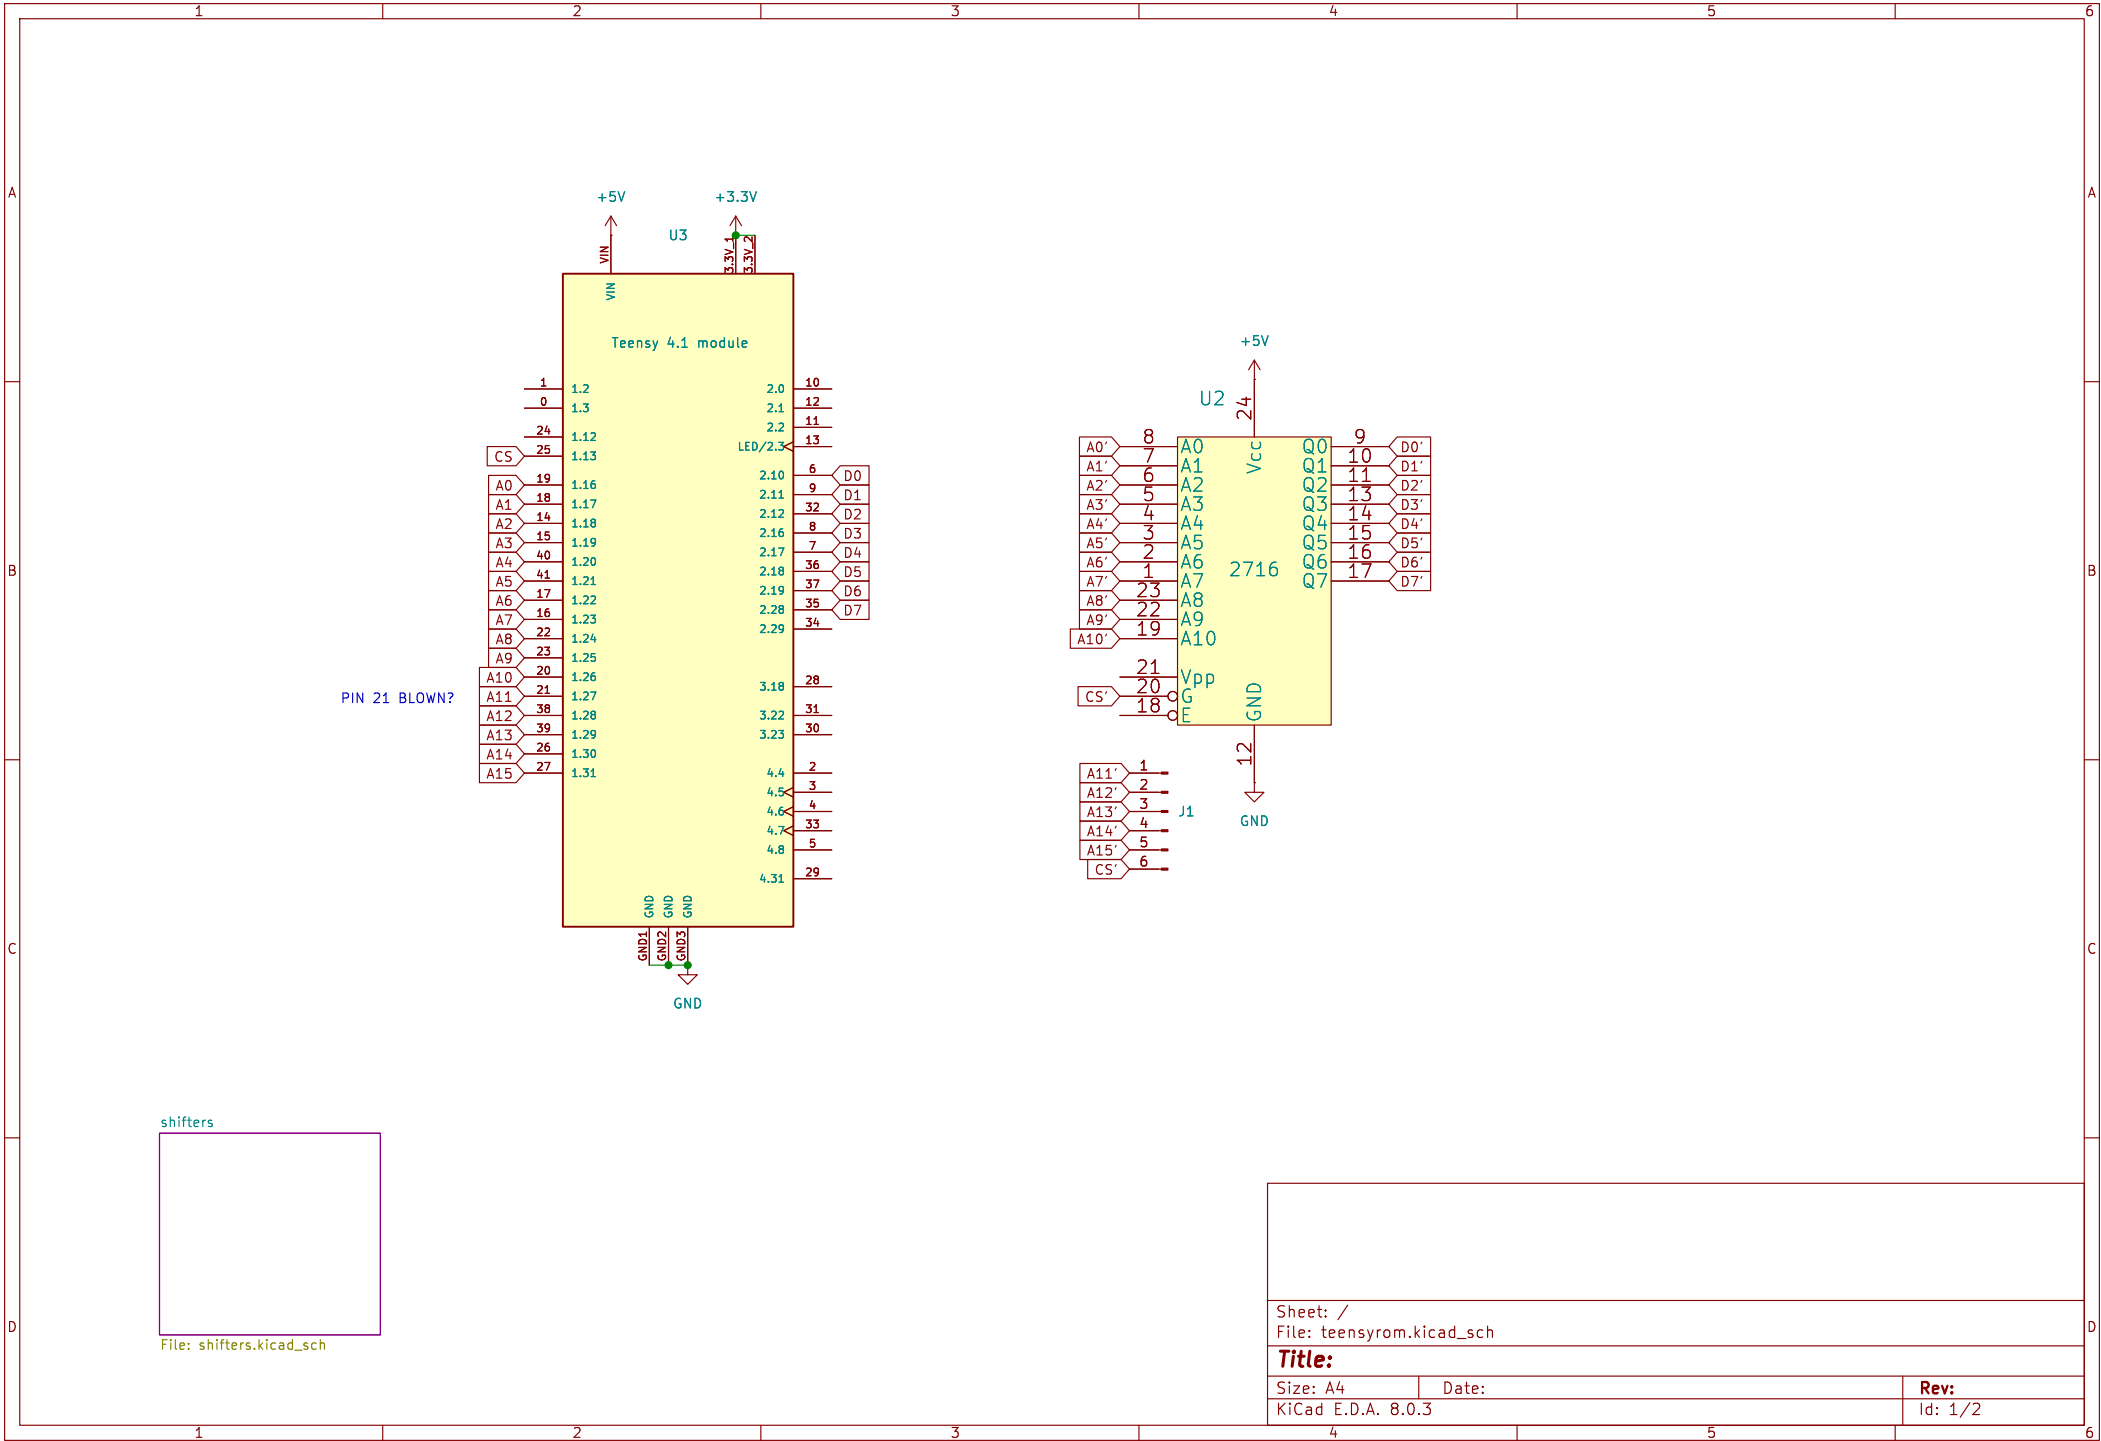 1 2 3 4 5 6
A A
+5V +3.3V
U3
VIN 3.3V_1 3.3V_2
VIN
Teensy 4.1 module
+5V
1 1.2 2.0 10
0 1.3 2.1 12
2.2 11
24 1.12
LED/2.3 13
CS 25 1.13
2.10 6 D0
A0 19 1.16
2.11 9 D1
A1 18 1.17
2.12 32 D2
A2 14 1.18
2.16 8 D3
A3 15 1.19
2.17 7 D4
A4 40 1.20
2.18 36 D5
A5 41 1.21
2.19 37 D6
A6 17 1.22
2.28 35 D7
A7 16 1.23
2.29 34
A8 22 1.24
A9 23 1.25
A10 20 1.26
3.18 28
PIN 21 BLOWN?
A11 21 1.27
A12 38 1.28
3.22 31
A13 39 1.29
3.23 30
A14 26 1.30
A15 27 1.31
4.4 2
4.5 3
4.6 4
4.7 33
4.8 5
4.31 29
GND GND GND
GND1 GND2 GND3
GND
U2
24
Vcc
A0' 8 A0 Q0 9 D0'
A1' 7 A1 Q1 10 D1'
A2' 6 A2 Q2 11 D2'
A3' 5 A3 Q3 13 D3'
A4' 4 A4 Q4 14 D4'
A5' 3 A5 Q5 15 D5'
A6' 2 A6 Q6 16 D6'
2716
A7' 1 A7 Q7 17 D7'
A8' 23 A8
A9' 22 A9
A10' 19 A10
21 Vpp
CS' 20 G
18 E
GND
12
GND
A11' 1
A12' 2
A13' 3
J1
A14' 4
A15' 5
CS' 6
B B
C C
shifters
File: shifters.kicad_sch
D D
Sheet: /
File: teensyrom.kicad_sch
Title:
Size: A4 Date: Rev:
KiCad E.D.A. 8.0.3 Id: 1/2
1 2 3 4 5 6